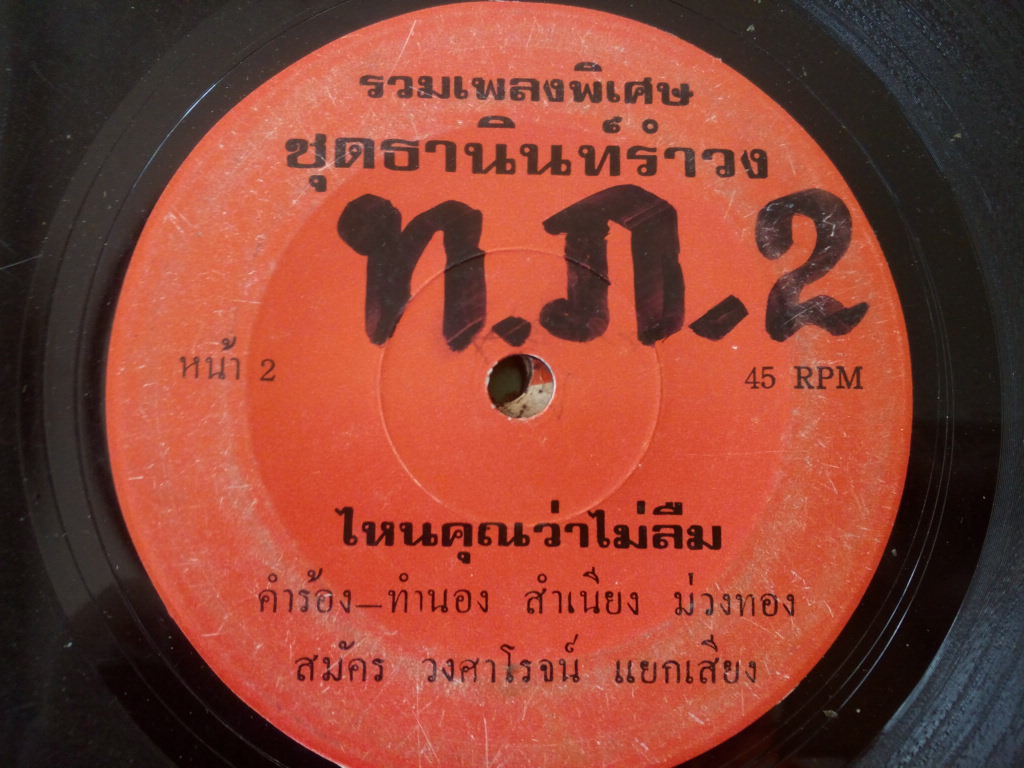 รวมเพลงพิเศษ
ชุดธานินท์รำวง
ท.ภ.2
หน้า 2
45 RPM
ไหนคุณว่าไม่ลืม
คำร้อง–ทำนอง สำเนียง ม่วงทอง
สมัคร วงศาโรจน์ แยกเสียง